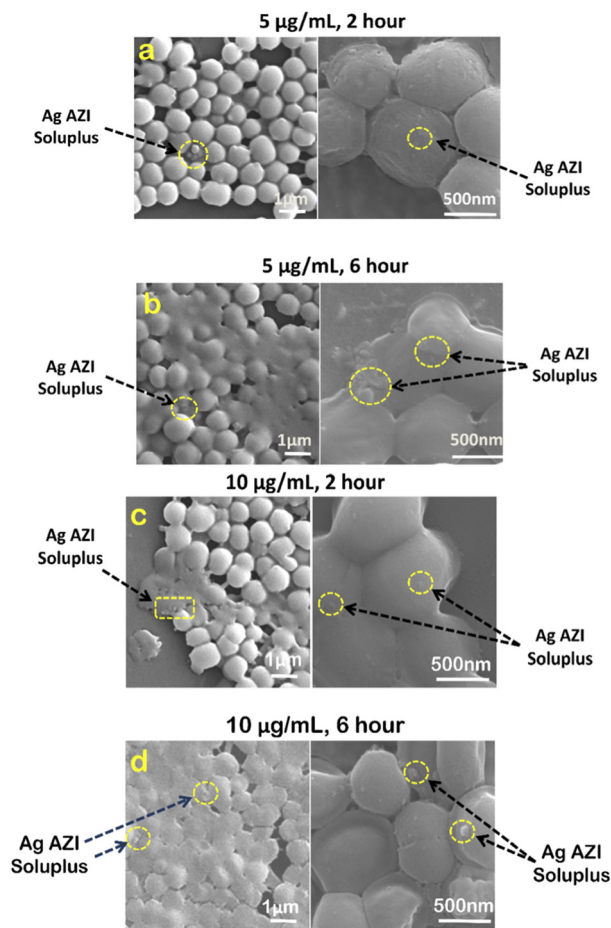 5 µg/mL, 2 hour
a
Ag AZI
Soluplus
1µm
500nm
Ag AZI
Soluplus
5 µg/mL, 6 hour
b
Ag AZI
Soluplus
1µm
500nm
Ag AZI
Soluplus
10 µg/mL, 2 hour
c
Ag AZI
Soluplus
1µm
500nm
Ag AZI
Soluplus
10 µg/mL, 6 hour
d
Ag AZI
Soluplus
1µm
500nm
Ag AZI
Soluplus